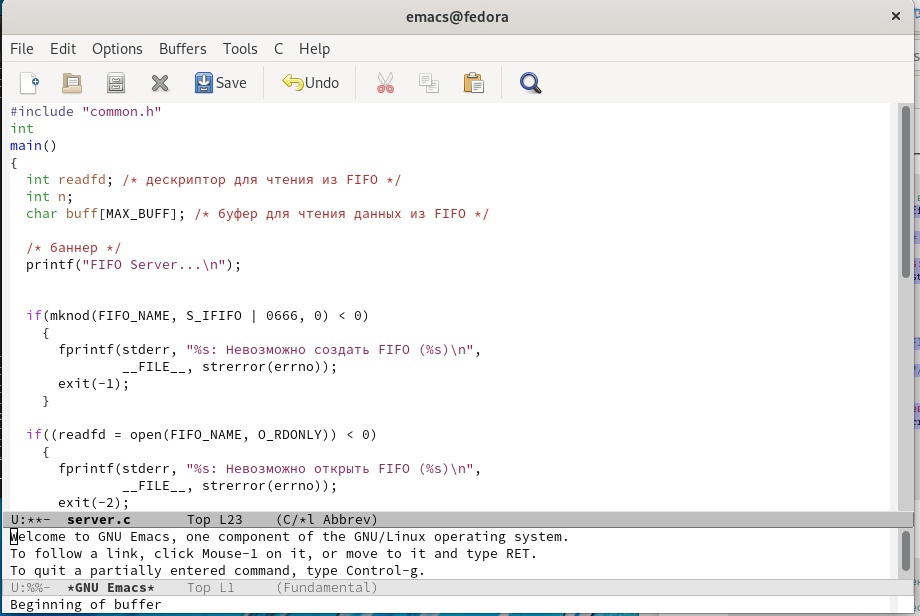 emacs@fedora
File Edit Options Buffers Tools C Help
Save Undo
#include "common.h"
int
main()
{
  int readfd; /* дескриптор для чтения из FIFO */
  int n;
  char buff[MAX_BUFF]; /* буфер для чтения данных из FIFO */
  /* баннер */
  printf("FIFO Server...\n");
  if(mknod(FIFO_NAME, S_IFIFO | 0666, 0) < 0)
    {
      fprintf(stderr, "%s: Невозможно создать FIFO (%s)\n",
              __FILE__, strerror(errno));
      exit(-1);
    }
  if((readfd = open(FIFO_NAME, O_RDONLY)) < 0)
    {
      fprintf(stderr, "%s: Невозможно открыть FIFO (%s)\n",
              __FILE__, strerror(errno));
      exit(-2);
U:**-  server.c       Top L23    (C/*l Abbrev)
Welcome to GNU Emacs, one component of the GNU/Linux operating system.
To follow a link, click Mouse-1 on it, or move to it and type RET.
To quit a partially entered command, type Control-g.
U:%%-  *GNU Emacs*    Top L1     (Fundamental)
Beginning of buffer